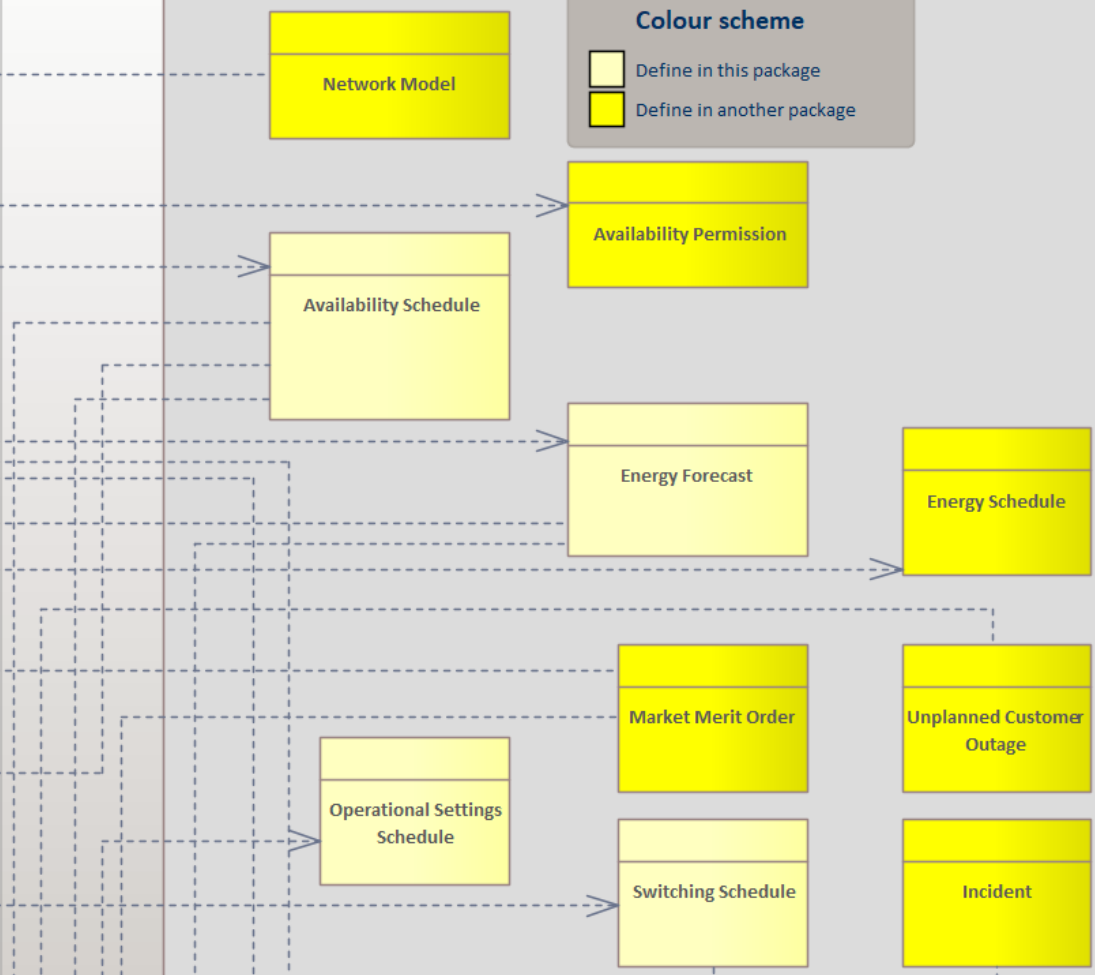 Colour scheme
Define in this package
Define in another package
Network Model
Availability Permission
Availability Schedule
Energy Forecast
Energy Schedule
Market Merit Order
Unplanned Customer
Outage
Operational Settings
Schedule
Switching Schedule
Incident